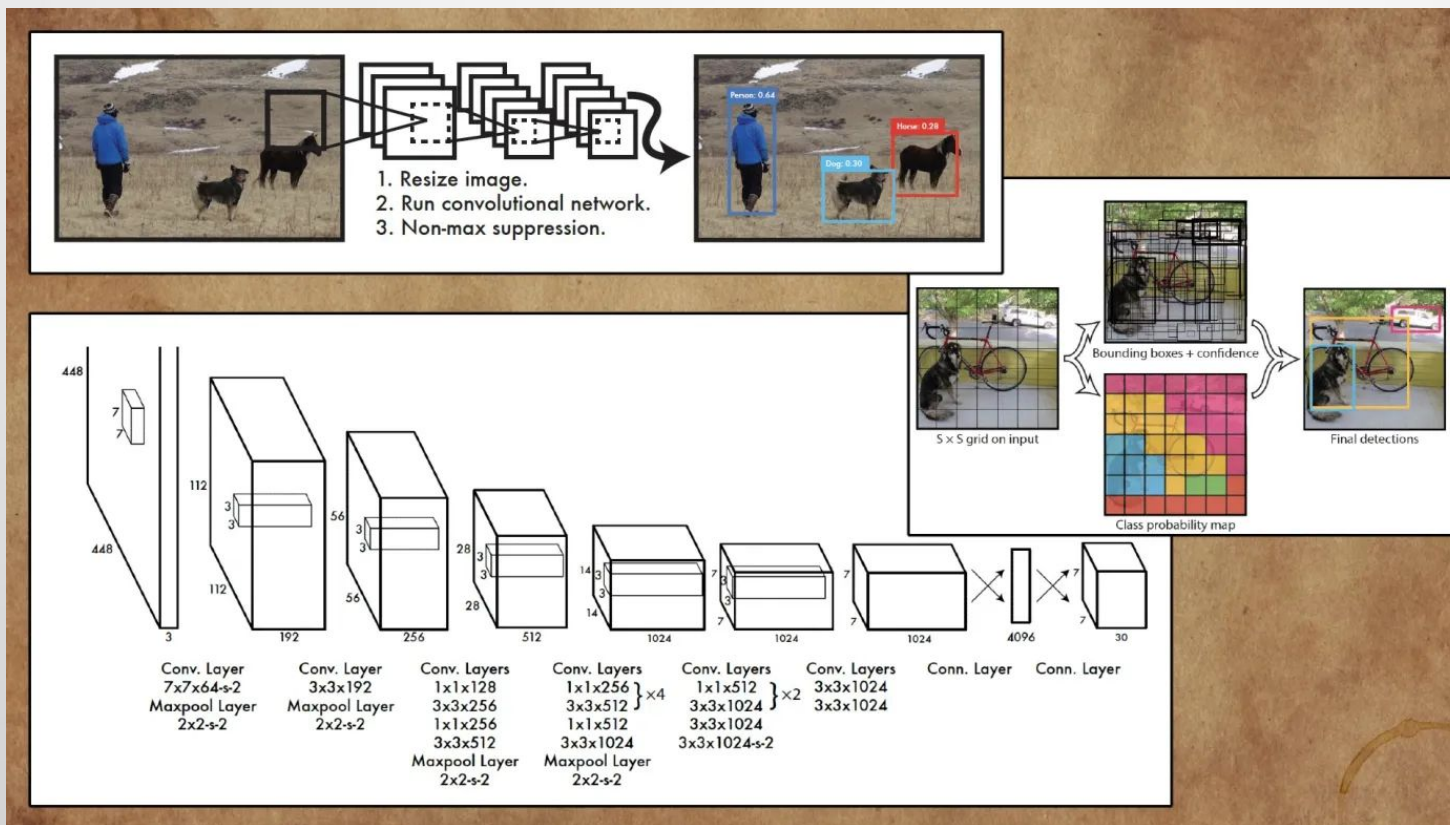 Person: 0.64
Horse: 0.28
Dog: 0.30
1. Resize image.
2. Run convolutional network.
3. Non-max suppression.
S × S grid on input
Bounding boxes + confidence
Class probability map
Final detections
448
448
7
7
3
112
112
3
3
192
56
56
3
3
256
28
28
3
3
512
14
14
3
3
1024
7
7
3
3
1024
7
7
1024
4096
7
7
30
Conv. Layer
7x7x64-s-2
Maxpool Layer
2x2-s-2
Conv. Layer
3x3x192
Maxpool Layer
2x2-s-2
Conv. Layers
1x1x128
3x3x256
1x1x256
3x3x512
Maxpool Layer
2x2-s-2
Conv. Layers
1x1x256
3x3x512 } ×4
1x1x512
3x3x1024
Maxpool Layer
2x2-s-2
Conv. Layers
1x1x512
3x3x1024 } ×2
3x3x1024
3x3x1024-s-2
Conv. Layers
3x3x1024
3x3x1024
Conn. Layer
Conn. Layer